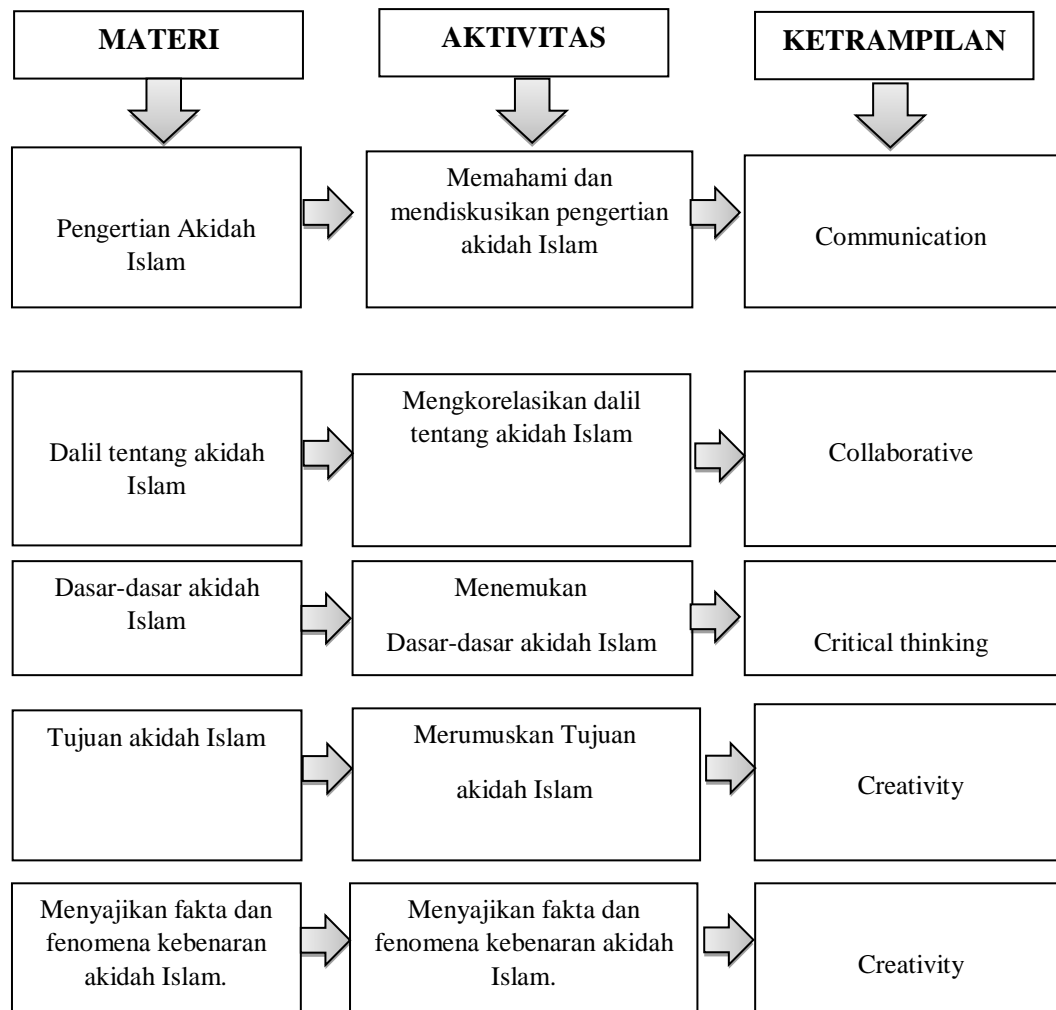 MATERI
AKTIVITAS
KETRAMPILAN
Pengertian Akidah
Islam
Memahami dan
mendiskusikan pengertian
akidah Islam
Communication
Dalil tentang akidah
Islam
Mengkorelasikan dalil
tentang akidah Islam
Collaborative
Dasar-dasar akidah
Islam
Menemukan
Dasar-dasar akidah Islam
Critical thinking
Tujuan akidah Islam
Merumuskan Tujuan
akidah Islam
Creativity
Menyajikan fakta dan
fenomena kebenaran
akidah Islam.
Menyajikan fakta dan
fenomena kebenaran akidah
Islam.
Creativity